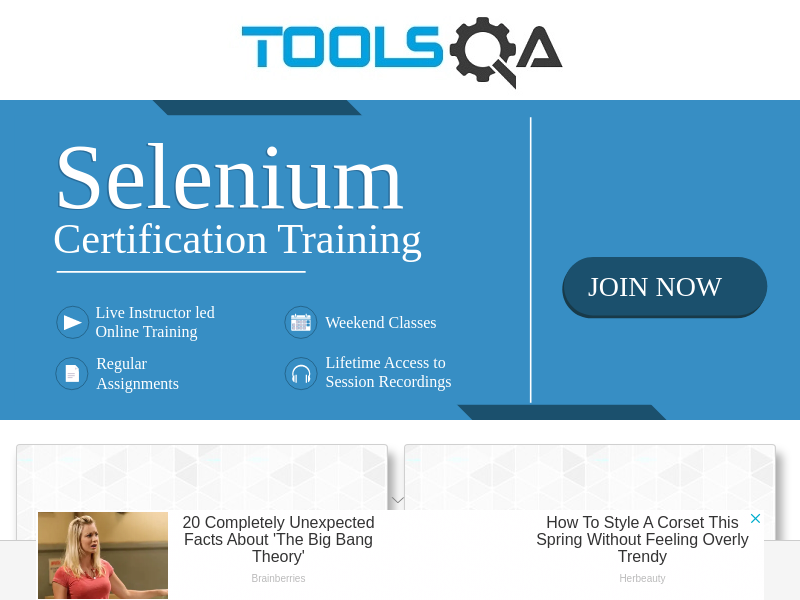 TOOLSQA
Selenium
Certification Training
JOIN NOW
Live Instructor led
Online Training
Weekend Classes
Regular
Assignments
Lifetime Access to
Session Recordings
20 Completely Unexpected
Facts About 'The Big Bang
Theory'
Brainberries
How To Style A Corset This
Spring Without Feeling Overly
Trendy
Herbeauty